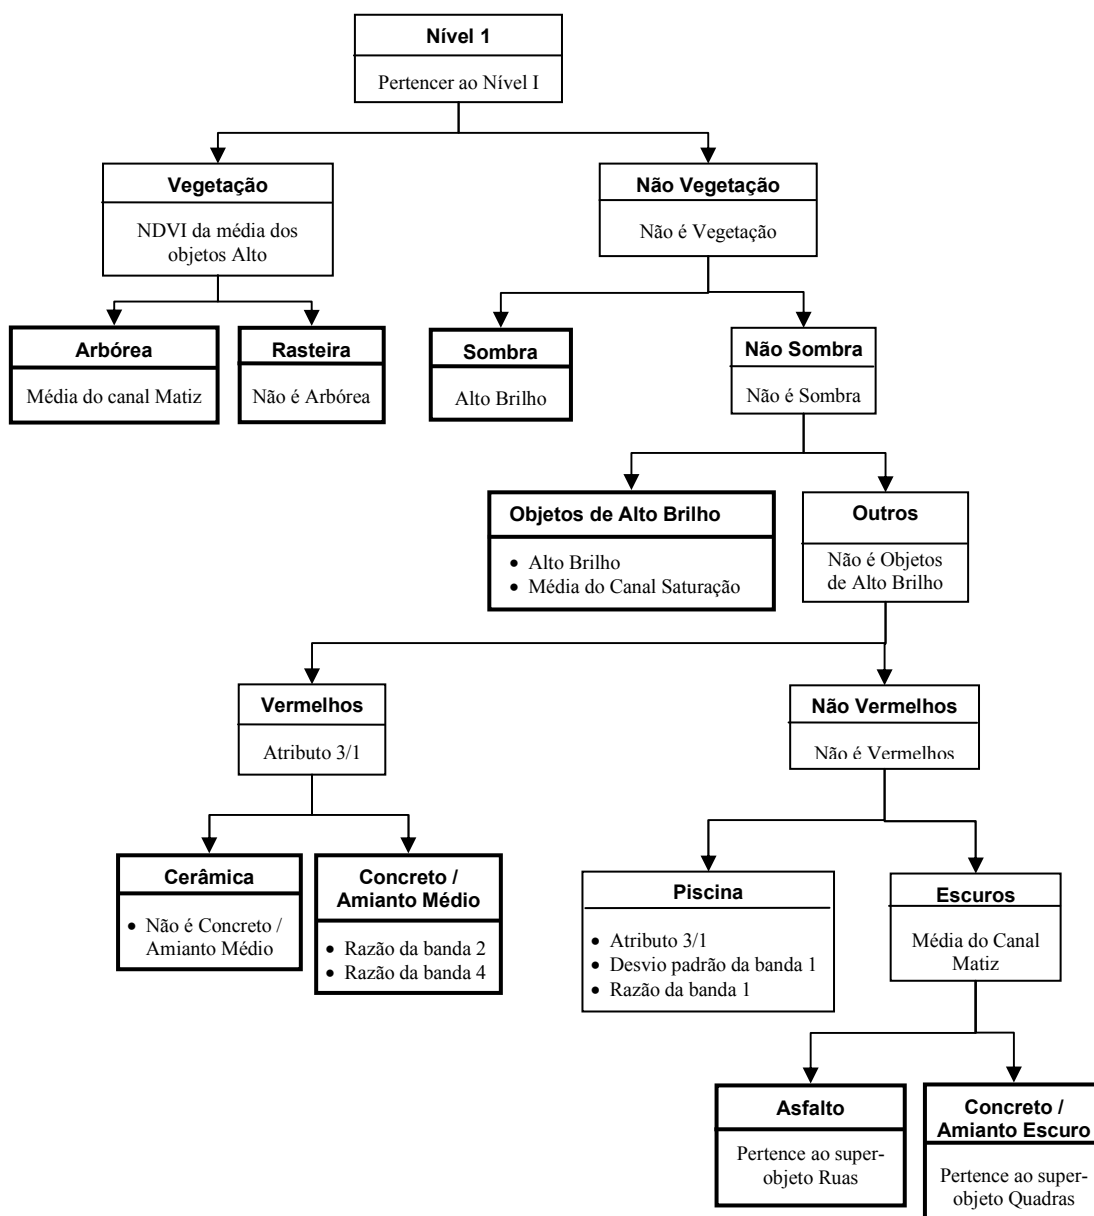 Nível 1
Pertencer ao Nível I
Vegetação
NDVI da média dos
objetos Alto
Não Vegetação
Não é Vegetação
Arbórea
Média do canal Matiz
Rasteira
Não é Arbórea
Sombra
Alto Brilho
Não Sombra
Não é Sombra
Objetos de Alto Brilho
• Alto Brilho
• Média do Canal Saturação
Outros
Não é Objetos
de Alto Brilho
Vermelhos
Atributo 3/1
Não Vermelhos
Não é Vermelhos
Cerâmica
• Não é Concreto /
Amianto Médio
Concreto /
Amianto Médio
• Razão da banda 2
• Razão da banda 4
Piscina
• Atributo 3/1
• Desvio padrão da banda 1
• Razão da banda 1
Escuros
Média do Canal
Matiz
Asfalto
Pertence ao super-
objeto Ruas
Concreto /
Amianto Escuro
Pertence ao super-
objeto Quadras